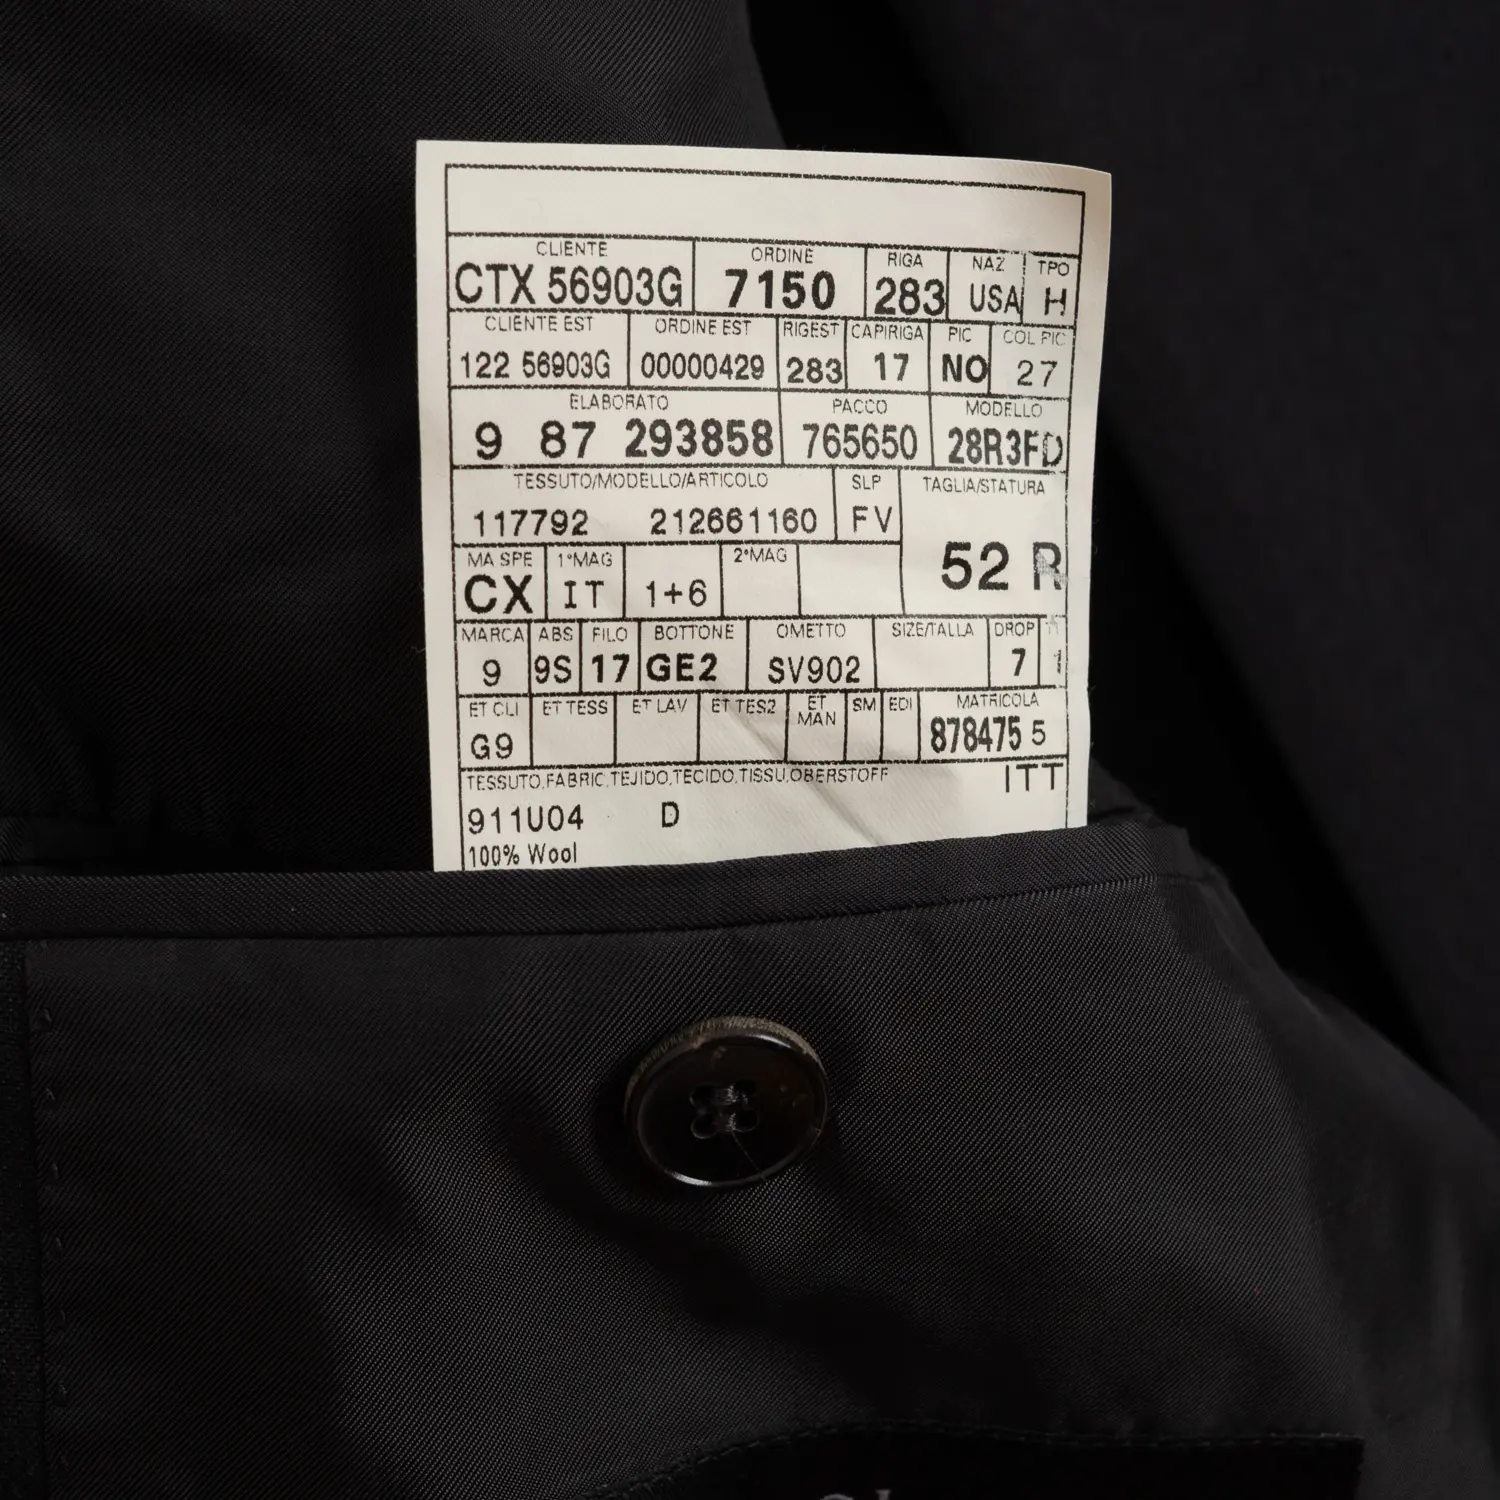 CLIENTE ORDINE RIGA NAZ TPO
CTX 56903G 7150 283 USA H
CLIENTE EST ORDINE EST RIGEST CAPIRIGA PIC COL PIC
122 56903G 00000429 283 17 NO 27
ELABORATO PACCO MODELLO
9 87 293858 765650 28R3FD
TESSUTO/MODELLO/ARTICOLO SLP TAGLIA/STATURA
117792 212661160 FV
52 R
MA SPE 1°MAG 2°MAG
CX IT 1+6
MARCA ABS FILO BOTTONE OMETTO SIZE/TALLA DROP
9 9S 17 GE2 SV902 7 1
ET CLI ET TESS ET LAV ET TES2 ET MAN SM EDI MATRICOLA
G9 878475 5
TESSUTO,FABRIC,TEJIDO,TECIDO,TISSU,OBERSTOFF ITT
911U04 D
100% Wool